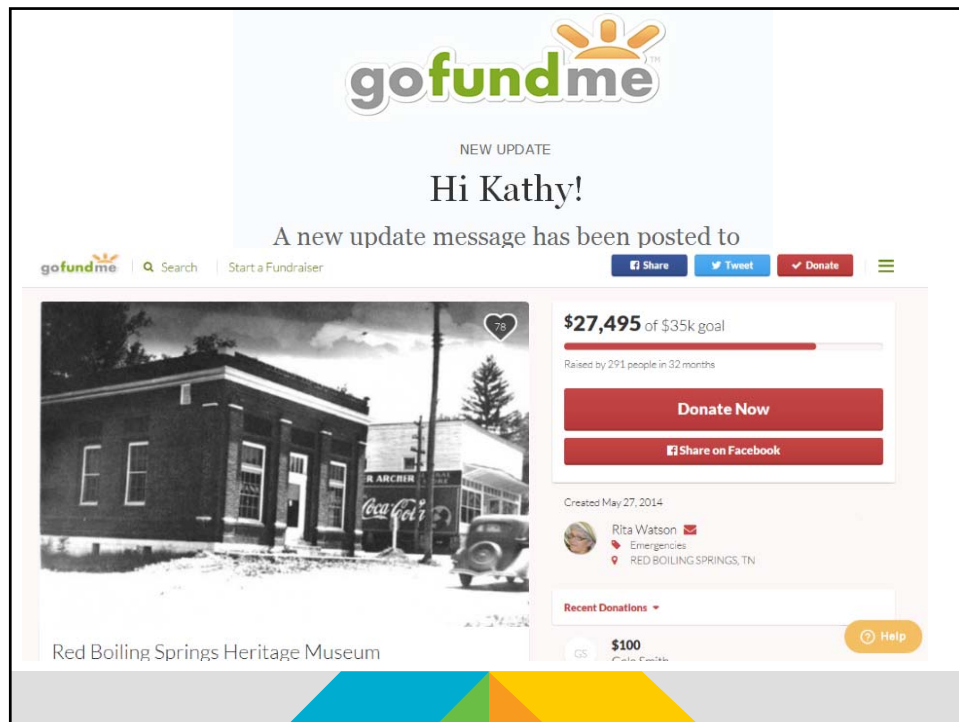 gofundme
NEW UPDATE
Hi Kathy!
A new update message has been posted to
gofundme
Search
Start a Fundraiser
Share
Tweet
Donate
78
R ARCHER
Coca-Cola
BANK
$27,495 of $35k goal
Raised by 291 people in 32 months
Donate Now
Share on Facebook
Created May 27, 2014
Rita Watson
Emergencies
RED BOILING SPRINGS, TN
Recent Donations
GS
$100
Smith
Help
Red Boiling Springs Heritage Museum